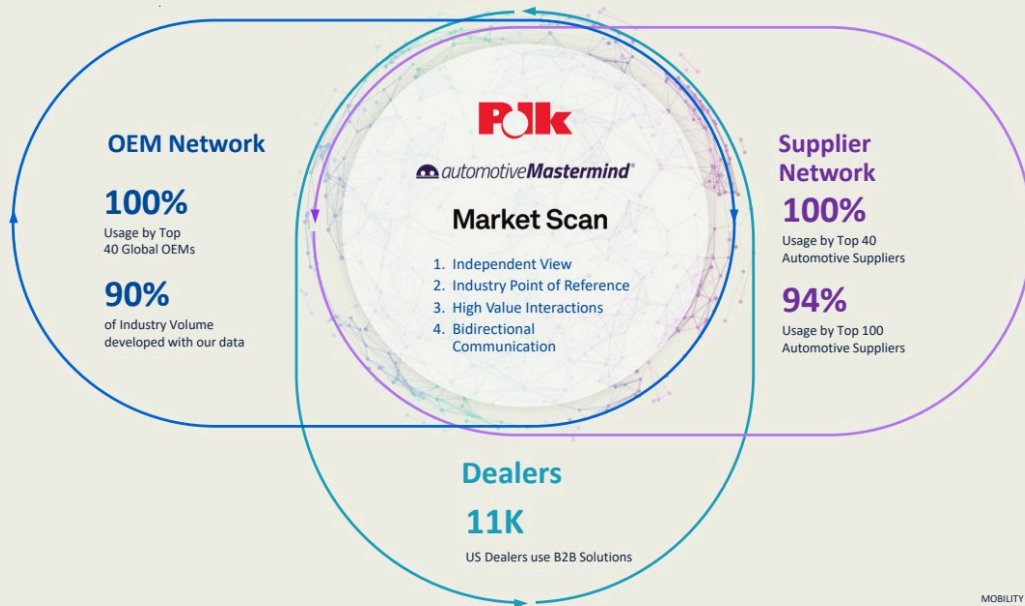 OEM Network
100%
Usage by Top
40 Global OEMs
90%
of Industry Volume
developed with our data
Polk
automotiveMastermind®
Market Scan
1. Independent View
2. Industry Point of Reference
3. High Value Interactions
4. Bidirectional
Communication
Supplier
Network
100%
Usage by Top 40
Automotive Suppliers
94%
Usage by Top 100
Automotive Suppliers
Dealers
11K
US Dealers use B2B Solutions
MOBILITY